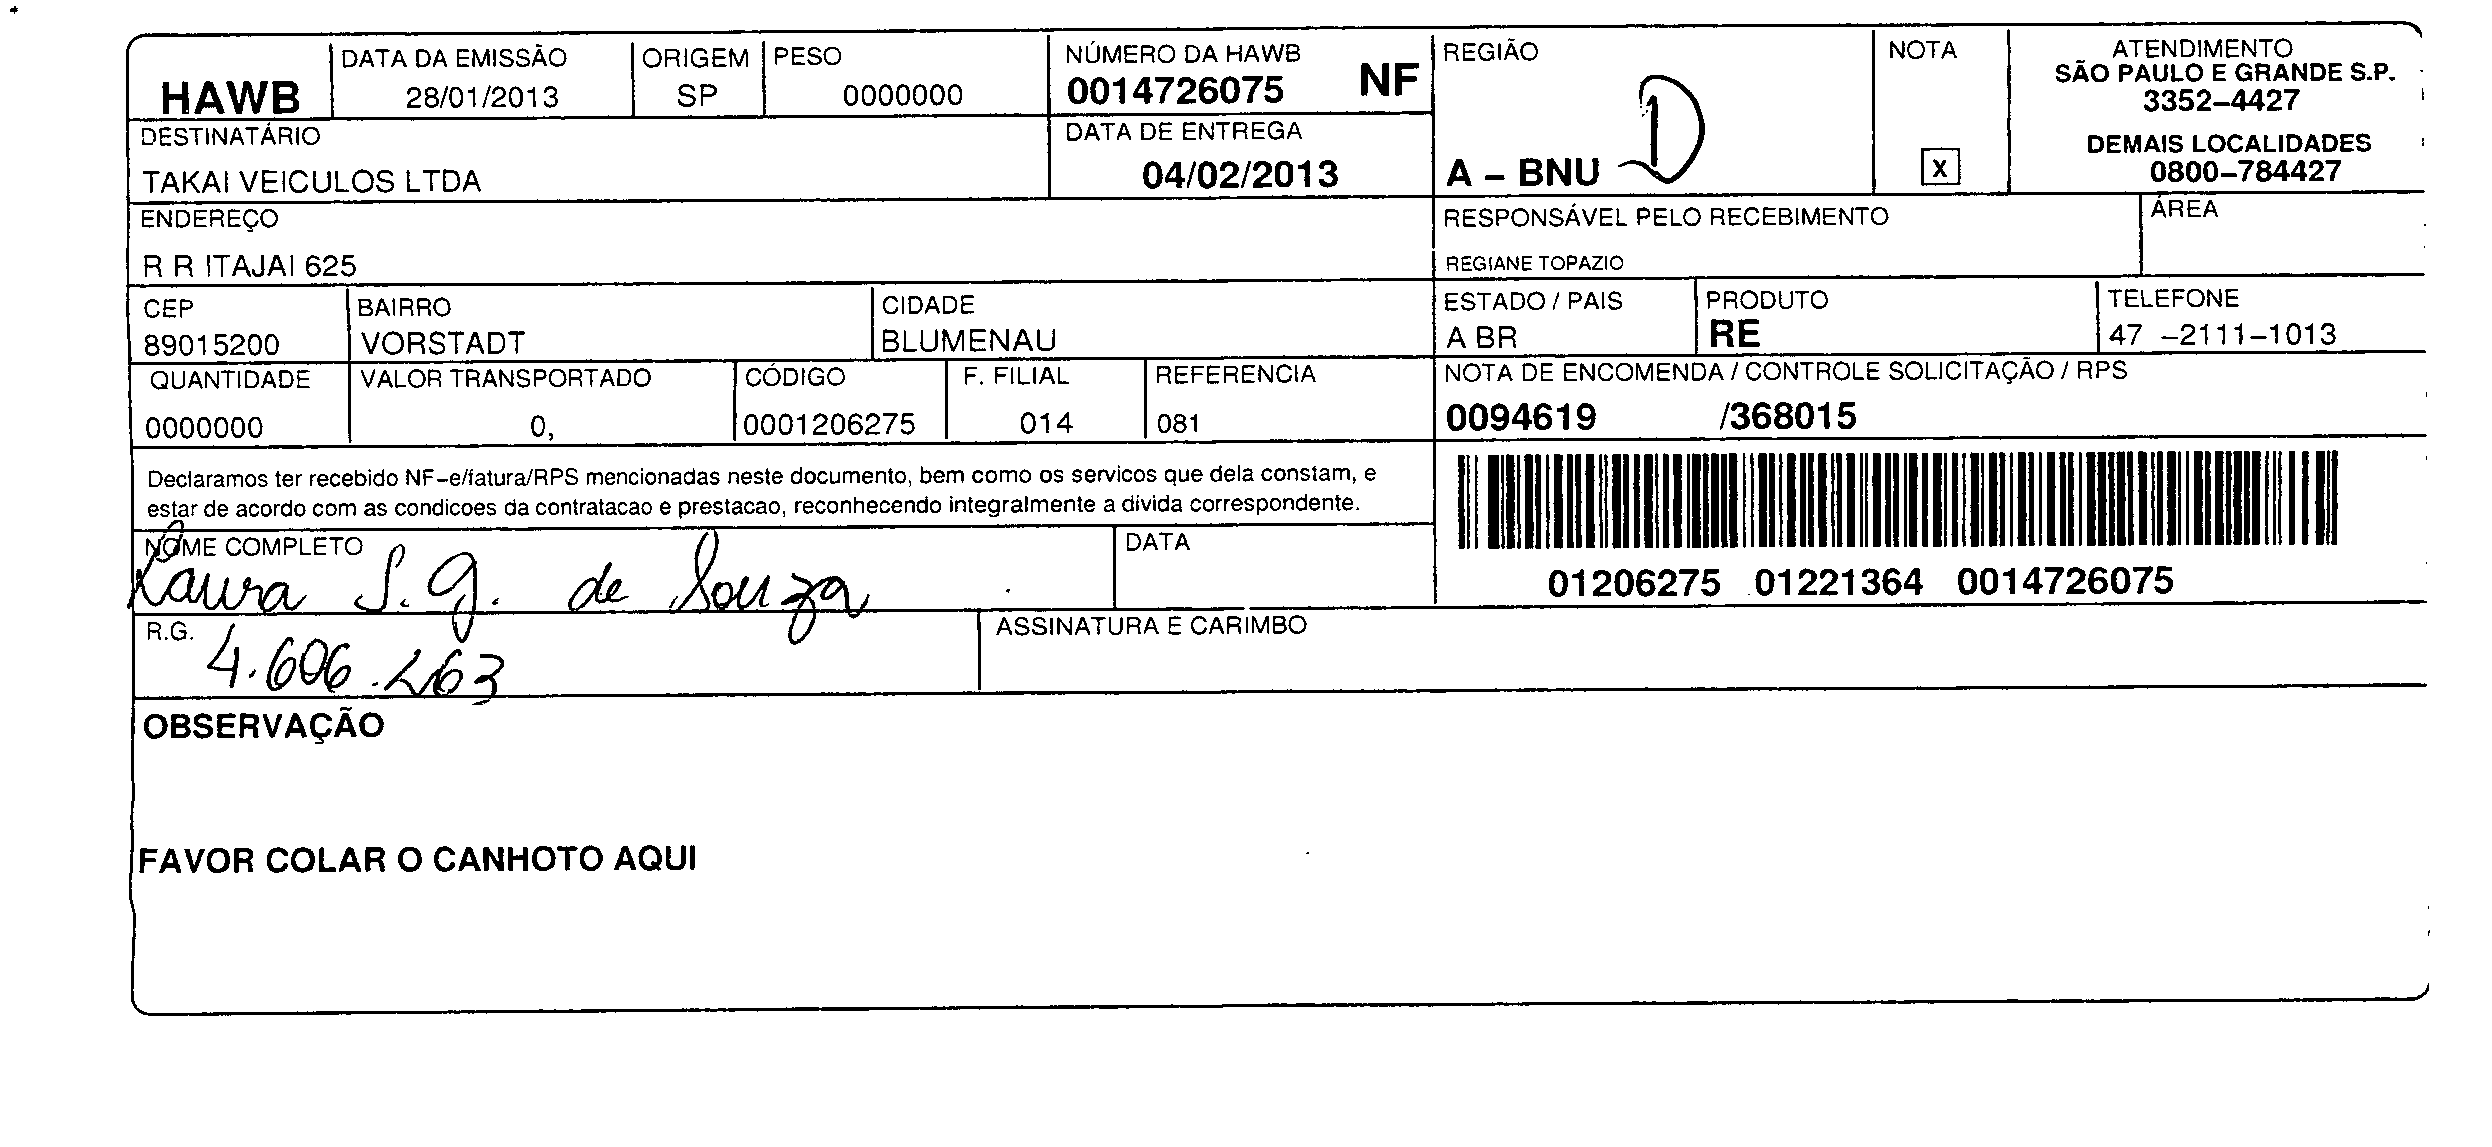 HAWB
DATA DA EMISSÃO
28/01/2013
ORIGEM
SP
PESO
0000000
NÚMERO DA HAWB
0014726075 NF
REGIÃO
A – BNU D
NOTA
X
ATENDIMENTO
SÃO PAULO E GRANDE S.P.
3352–4427
DEMAIS LOCALIDADES
0800–784427
DESTINATÁRIO
TAKAI VEICULOS LTDA
DATA DE ENTREGA
04/02/2013
ENDEREÇO
R R ITAJAI 625
RESPONSÁVEL PELO RECEBIMENTO
REGIANE TOPAZIO
ÁREA
CEP
89015200
BAIRRO
VORSTADT
CIDADE
BLUMENAU
ESTADO / PAIS
A BR
PRODUTO
RE
TELEFONE
47 –2111–1013
QUANTIDADE
0000000
VALOR TRANSPORTADO
0,
CÓDIGO
0001206275
F. FILIAL
014
REFERENCIA
081
NOTA DE ENCOMENDA / CONTROLE SOLICITAÇÃO / RPS
0094619 /368015
Declaramos ter recebido NF–e/fatura/RPS mencionadas neste documento, bem como os servicos que dela constam, e
estar de acordo com as condicoes da contratacao e prestacao, reconhecendo integralmente a divida correspondente.
01206275 01221364 0014726075
NOME COMPLETO
Laura S. G. de Souza
DATA
R.G.
4.606.263
ASSINATURA E CARIMBO
OBSERVAÇÃO
FAVOR COLAR O CANHOTO AQUI